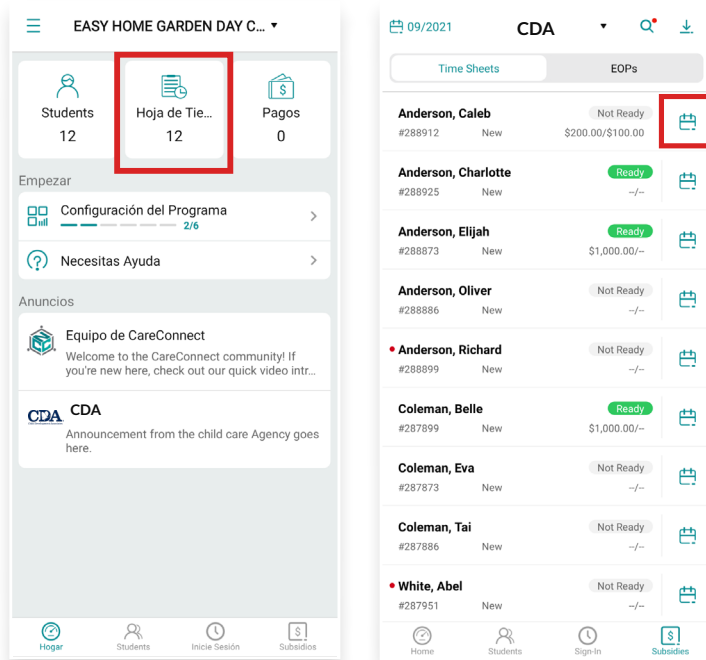 EASY HOME GARDEN DAY C...
Students
12
Hoja de Tie...
12
Pagos
0
Empezar
Configuración del Programa
2/6
Necesitas Ayuda
Anuncios
Equipo de CareConnect
Welcome to the CareConnect community! If
you're new here, check out our quick video intr...
CDA
CDA
Announcement from the child care Agency goes
here.
Hogar
Students
Inicie Sesión
Subsidios
09/2021
CDA
Time Sheets
EOPs
Anderson, Caleb
Not Ready
#288912 New $200.00/$100.00
Anderson, Charlotte
Ready
#288925 New --/--
Anderson, Elijah
Ready
#288873 New $1,000.00/--
Anderson, Oliver
Not Ready
#288886 New --/--
Anderson, Richard
Not Ready
#288899 New --/--
Coleman, Belle
Ready
#287899 New $1,000.00/--
Coleman, Eva
Not Ready
#287873 New --/--
Coleman, Tai
Not Ready
#287886 New --/--
White, Abel
Not Ready
#287951 New --/--
Home
Students
Sign-In
Subsidies